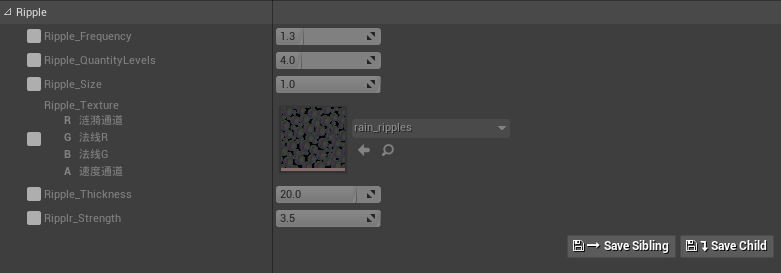 Ripple
Ripple_Frequency 1.3
Ripple_QuantityLevels 4.0
Ripple_Size 1.0
Ripple_Texture
R 涟漪通道
G 法线R
B 法线G
A 速度通道
rain_ripples
Ripple_Thickness 20.0
Ripplr_Strength 3.5
Save Sibling Save Child